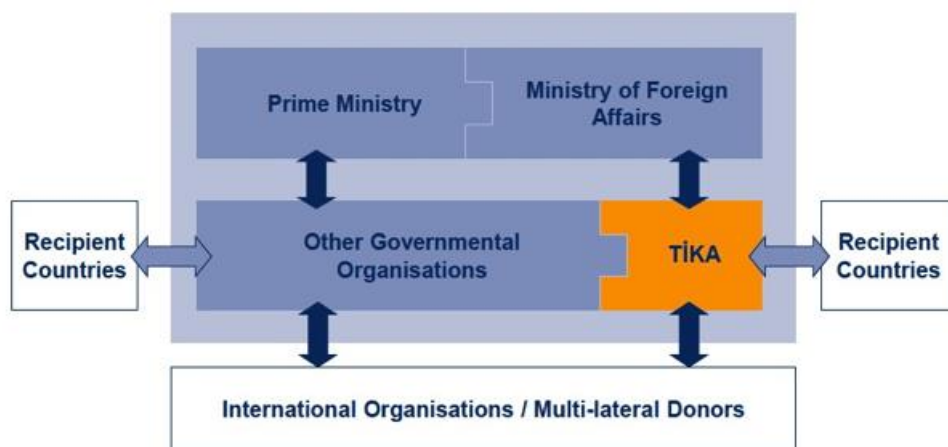 Prime Ministry
Ministry of Foreign
Affairs
Recipient
Countries
Other Governmental
Organisations
TİKA
Recipient
Countries
International Organisations / Multi-lateral Donors